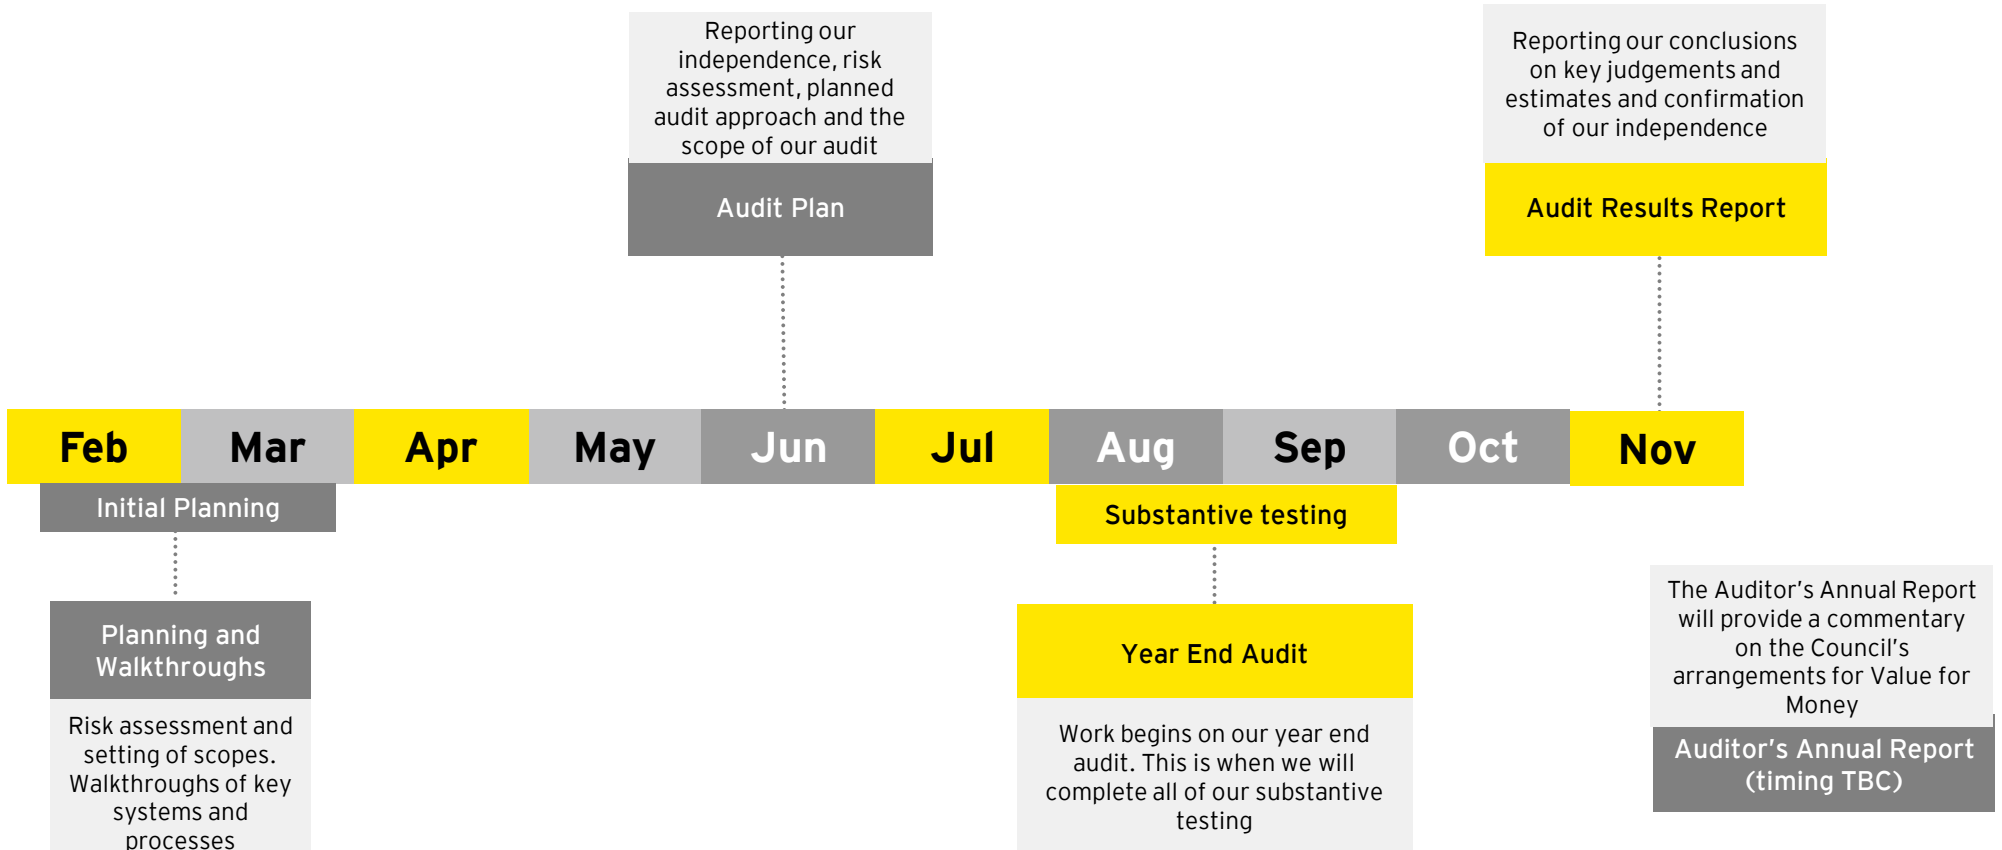 Reporting our
independence, risk
assessment, planned
audit approach and the
scope of our audit
Audit Plan
Reporting our conclusions
on key judgements and
estimates and confirmation
of our independence
Audit Results Report
Feb
Mar
Apr
May
Jun
Jul
Aug
Sep
Oct
Nov
Initial Planning
Substantive testing
Planning and
Walkthroughs
Risk assessment and
setting of scopes.
Walkthroughs of key
systems and
processes
Year End Audit
Work begins on our year end
audit. This is when we will
complete all of our substantive
testing
The Auditor’s Annual Report
will provide a commentary
on the Council’s
arrangements for Value for
Money
Auditor’s Annual Report
(timing TBC)